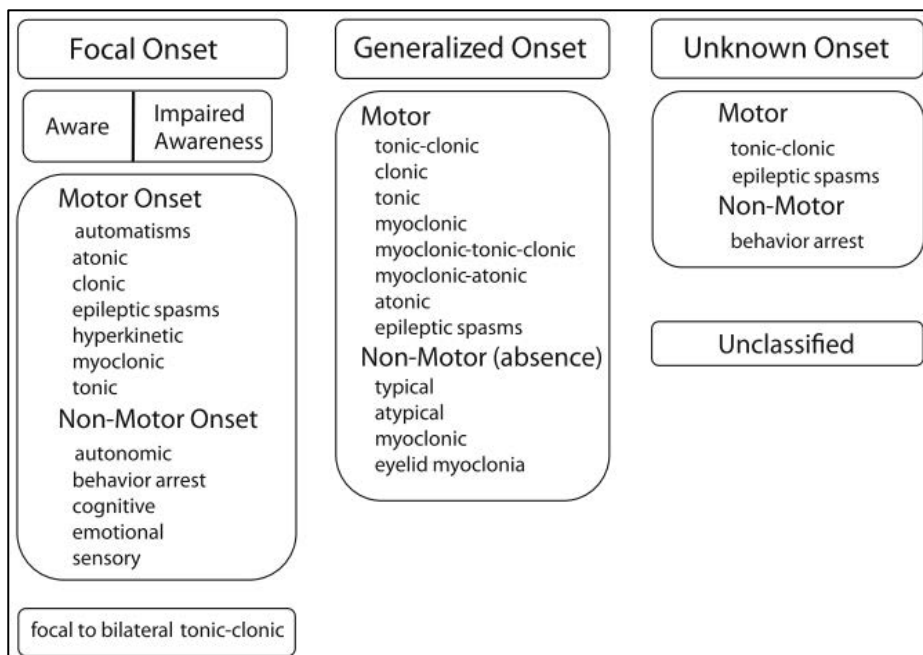 Focal Onset
Aware
Impaired
Awareness
Motor Onset
automatisms
atonic
clonic
epileptic spasms
hyperkinetic
myoclonic
tonic
Non-Motor Onset
autonomic
behavior arrest
cognitive
emotional
sensory
focal to bilateral tonic-clonic
Generalized Onset
Motor
tonic-clonic
clonic
tonic
myoclonic
myoclonic-tonic-clonic
myoclonic-atonic
atonic
epileptic spasms
Non-Motor (absence)
typical
atypical
myoclonic
eyelid myoclonia
Unknown Onset
Motor
tonic-clonic
epileptic spasms
Non-Motor
behavior arrest
Unclassified